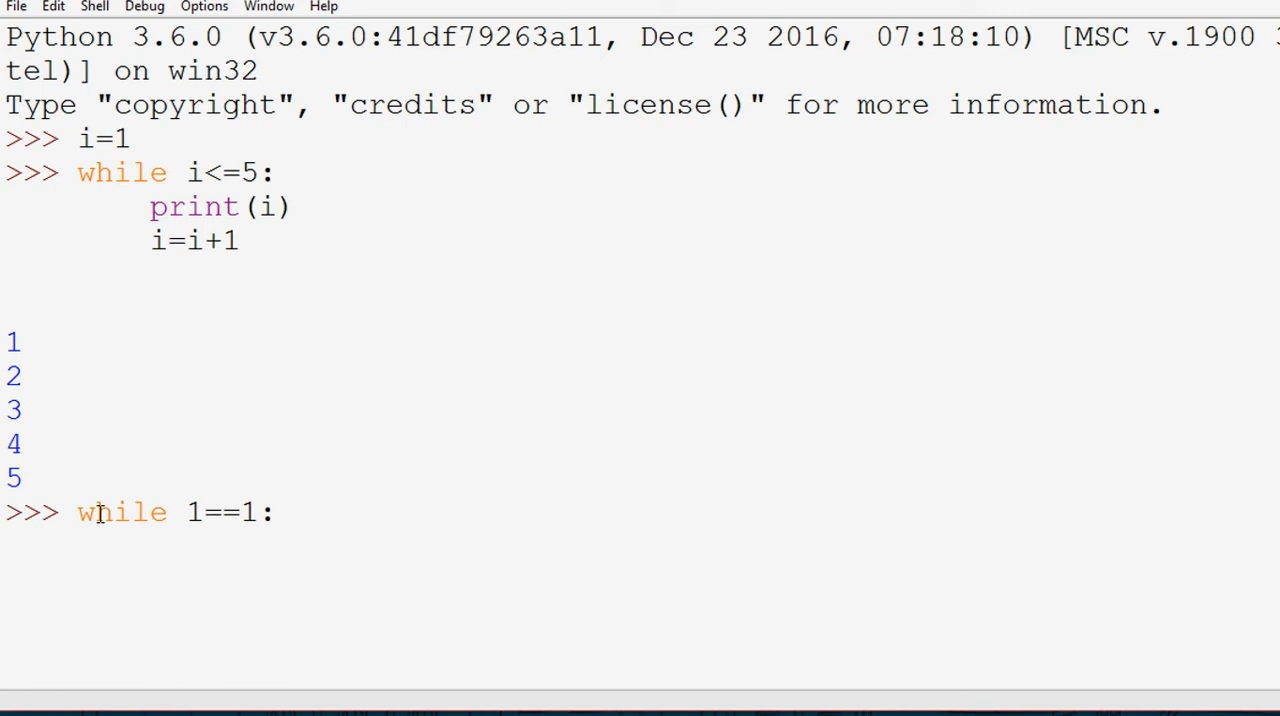 File Edit Shell Debug Options Window Help
Python 3.6.0 (v3.6.0:41df79263a11, Dec 23 2016, 07:18:10) [MSC v.1900
tel)] on win32
Type "copyright", "credits" or "license()" for more information.
>>> i=1
>>> while i<=5:
print(i)
i=i+1
1
2
3
4
5
>>> while 1==1: